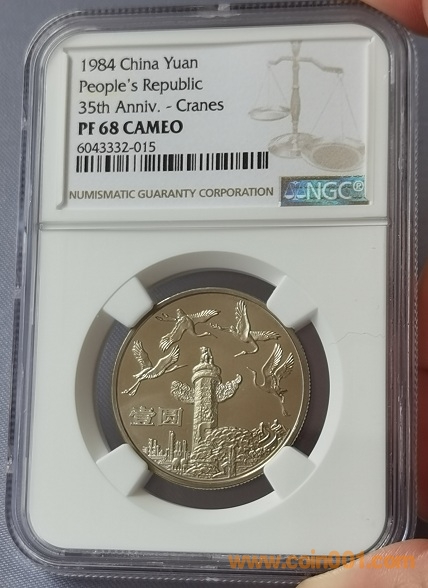 1984 China Yuan
People's Republic
35th Anniv. - Cranes
PF 68 CAMEO
6043332-015
NUMISMATIC GUARANTY CORPORATION
NGC®
壹圆
www.coin001.com